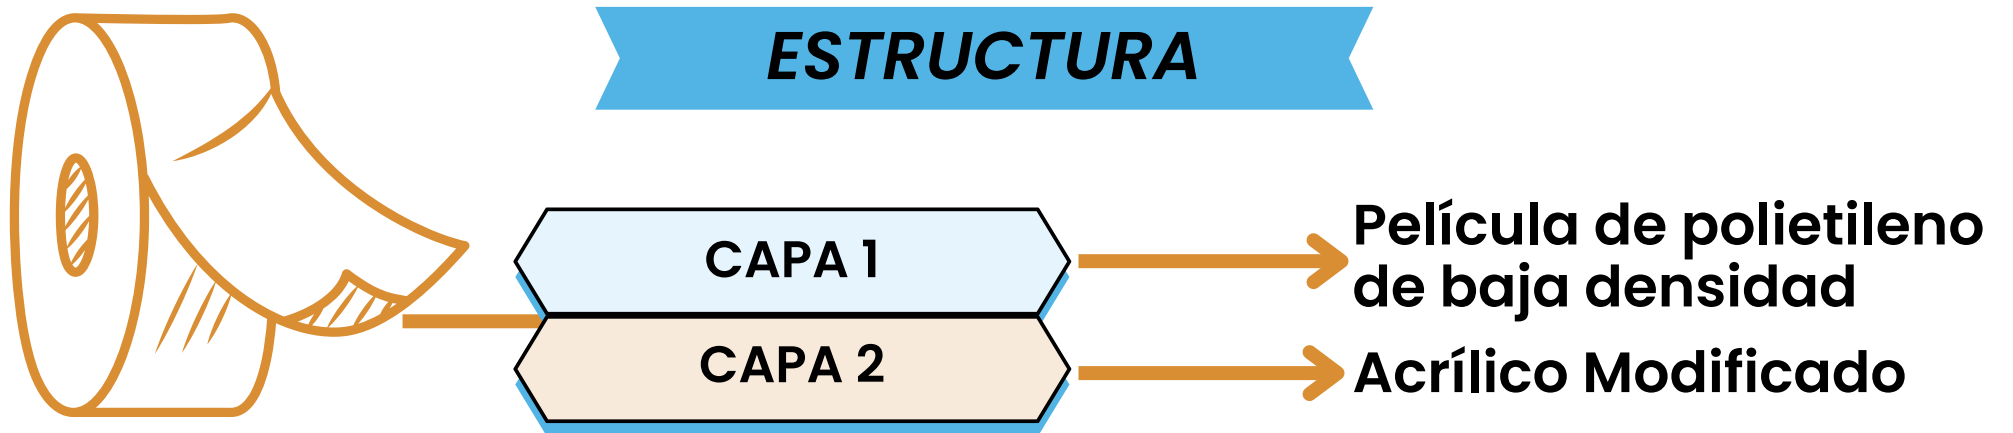 ESTRUCTURA
CAPA 1
Película de polietileno
de baja densidad
CAPA 2
Acrílico Modificado